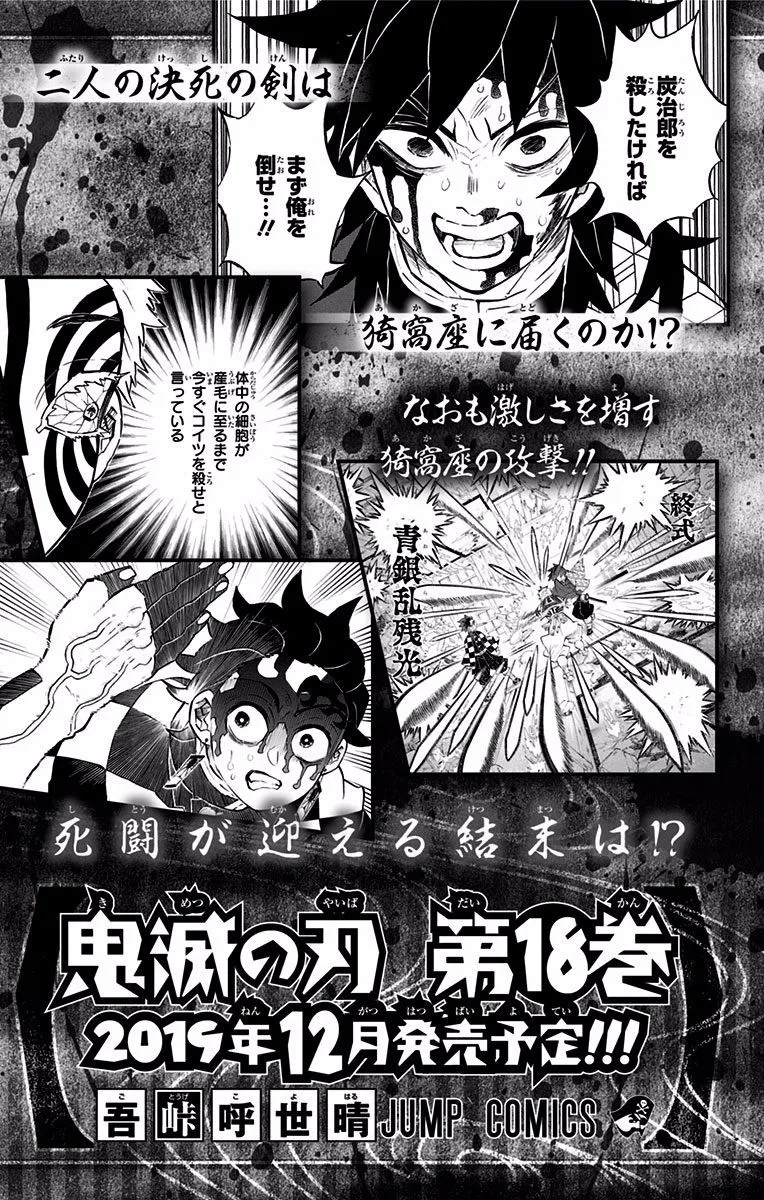 二人の決死の剣は
炭治郎を
殺したければ
まず俺を
倒せ…!!
猗窩座に届くのか!?
体中の細胞が
産毛に至るまで
今すぐコイツを殺せと
言っている
なおも激しさを増す
猗窩座の攻撃!!
終式
青銀乱残光
死闘が迎える結末は!?
鬼滅の刃 第18巻
2019年12月発売予定!!!
吾峠呼世晴 JUMP COMICS